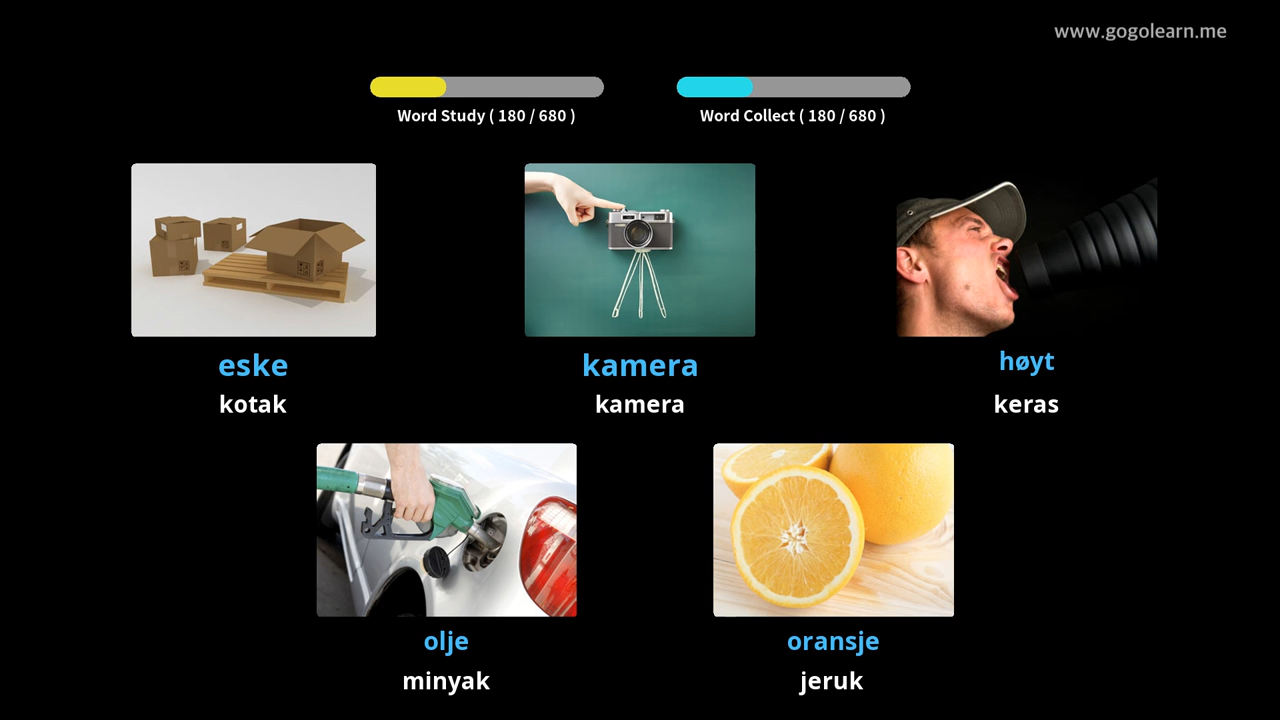 www.gogolearn.me
Word Study ( 180 / 680 )
Word Collect ( 180 / 680 )
eske
kotak
kamera
kamera
høyt
keras
olje
minyak
oransje
jeruk